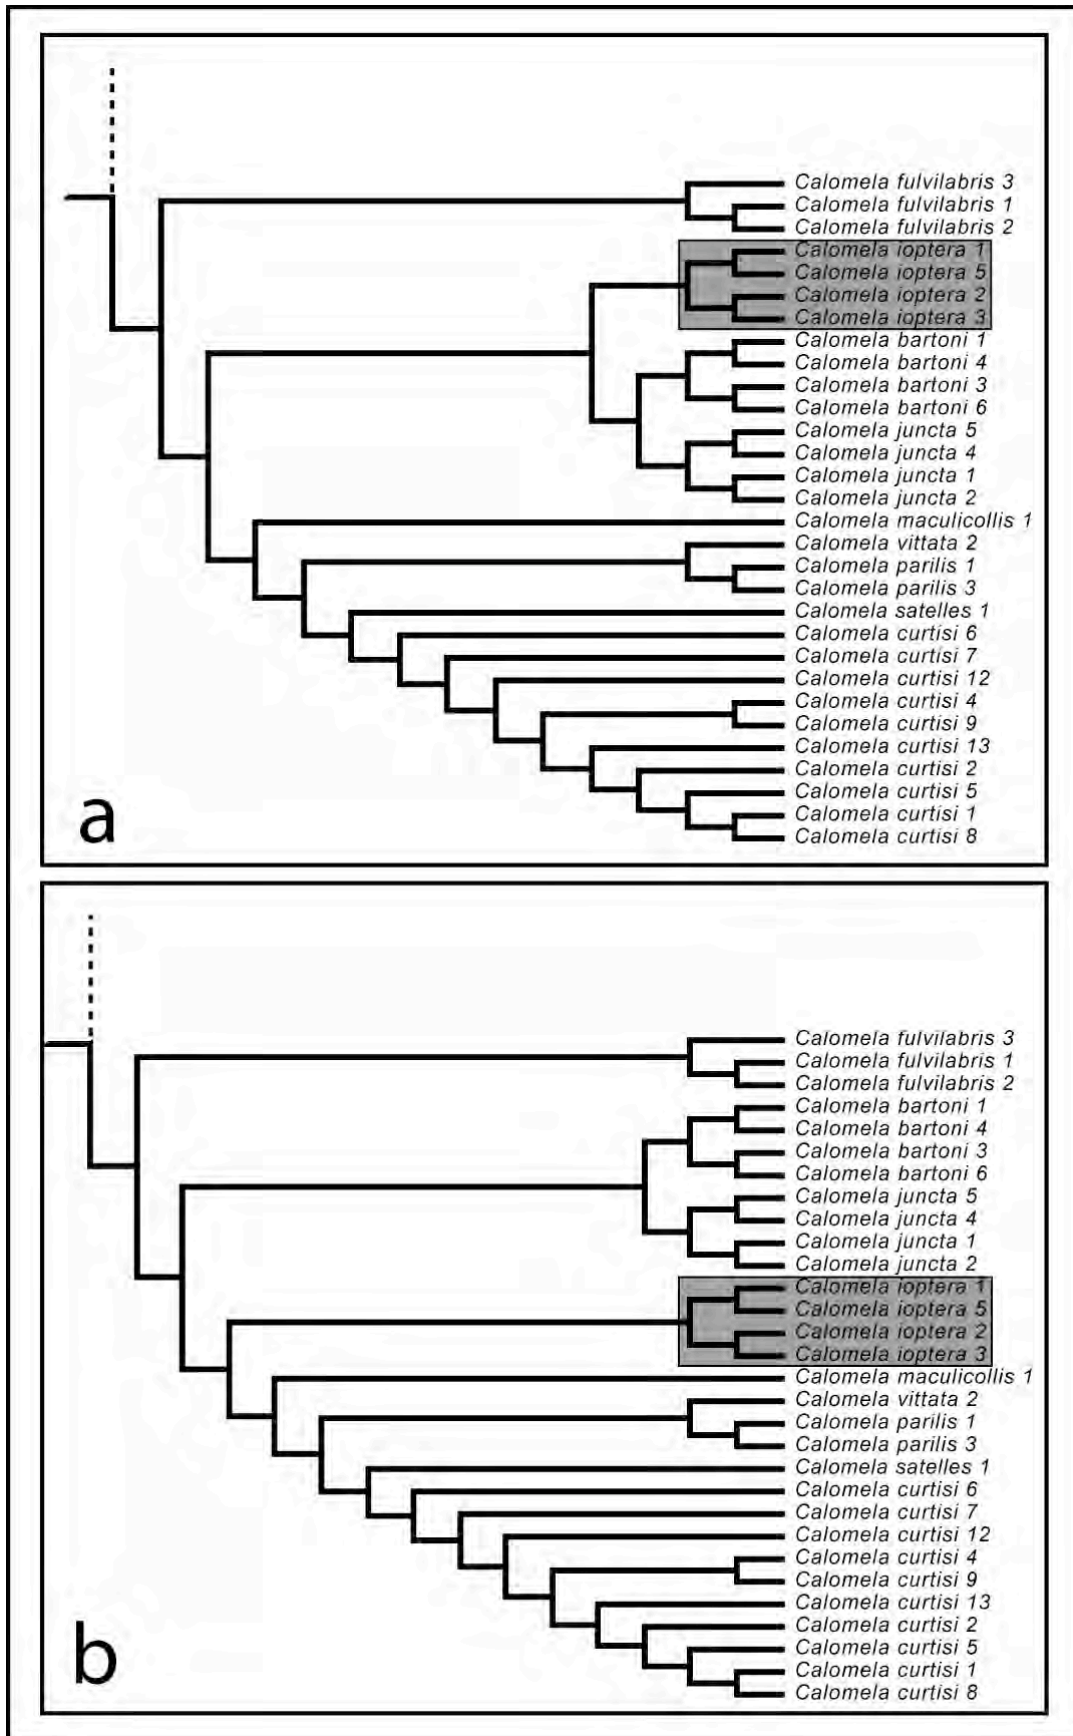 Calomela fulvilabris 3
Calomela fulvilabris 1
Calomela fulvilabris 2
Calomela ioptera 1
Calomela ioptera 5
Calomela ioptera 2
Calomela ioptera 3
Calomela bartoni 1
Calomela bartoni 4
Calomela bartoni 3
Calomela bartoni 6
Calomela juncta 5
Calomela juncta 4
Calomela juncta 1
Calomela juncta 2
Calomela maculicollis 1
Calomela vittata 2
Calomela parilis 1
Calomela parilis 3
Calomela satelles 1
Calomela curtisi 6
Calomela curtisi 7
Calomela curtisi 12
Calomela curtisi 4
Calomela curtisi 9
Calomela curtisi 13
Calomela curtisi 2
Calomela curtisi 5
Calomela curtisi 1
Calomela curtisi 8
a
Calomela fulvilabris 3
Calomela fulvilabris 1
Calomela fulvilabris 2
Calomela bartoni 1
Calomela bartoni 4
Calomela bartoni 3
Calomela bartoni 6
Calomela juncta 5
Calomela juncta 4
Calomela juncta 1
Calomela juncta 2
Calomela ioptera 1
Calomela ioptera 5
Calomela ioptera 2
Calomela ioptera 3
Calomela maculicollis 1
Calomela vittata 2
Calomela parilis 1
Calomela parilis 3
Calomela satelles 1
Calomela curtisi 6
Calomela curtisi 7
Calomela curtisi 12
Calomela curtisi 4
Calomela curtisi 9
Calomela curtisi 13
Calomela curtisi 2
Calomela curtisi 5
Calomela curtisi 1
Calomela curtisi 8
b